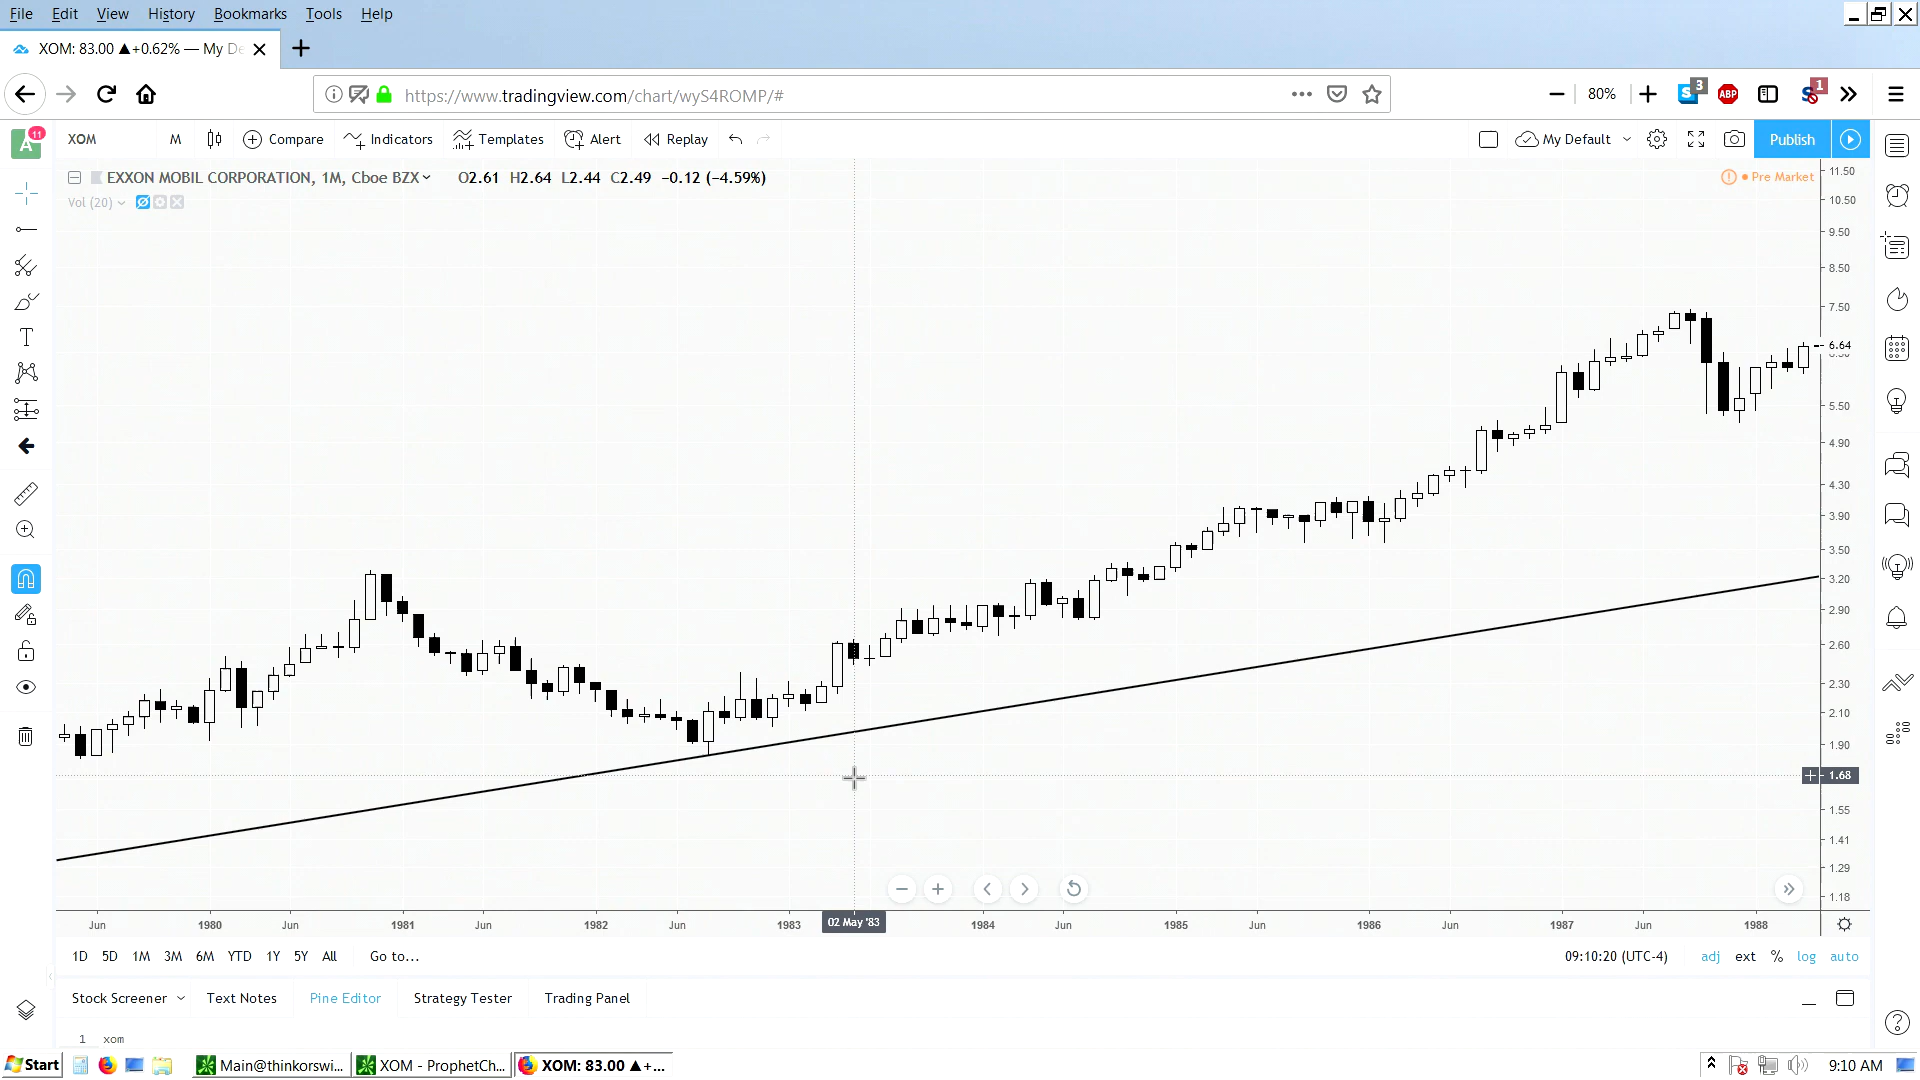 File Edit View History Bookmarks Tools Help
XOM: 83.00 ▲+0.62% — My De
https://www.tradingview.com/chart/wyS4ROMP/#
80%
3
ABP
1
11
A
XOM
M
Compare
Indicators
Templates
Alert
Replay
My Default
Publish
EXXON MOBIL CORPORATION, 1M, Cboe BZX
O2.61 H2.64 L2.44 C2.49 −0.12 (−4.59%)
Pre Market
Vol (20)
11.50
10.50
9.50
8.50
7.50
6.64
5.50
4.90
4.30
3.90
3.50
3.20
2.90
2.60
2.30
2.10
1.90
1.68
1.55
1.41
1.29
1.18
Jun 1980 Jun 1981 Jun 1982 Jun 1983 02 May '83 1984 Jun 1985 Jun 1986 Jun 1987 Jun 1988
1D 5D 1M 3M 6M YTD 1Y 5Y All Go to...
09:10:20 (UTC-4) adj ext % log auto
Stock Screener Text Notes Pine Editor Strategy Tester Trading Panel
1 xom
Start
Main@thinkorswi...
XOM - ProphetCh...
XOM: 83.00 ▲+...
9:10 AM